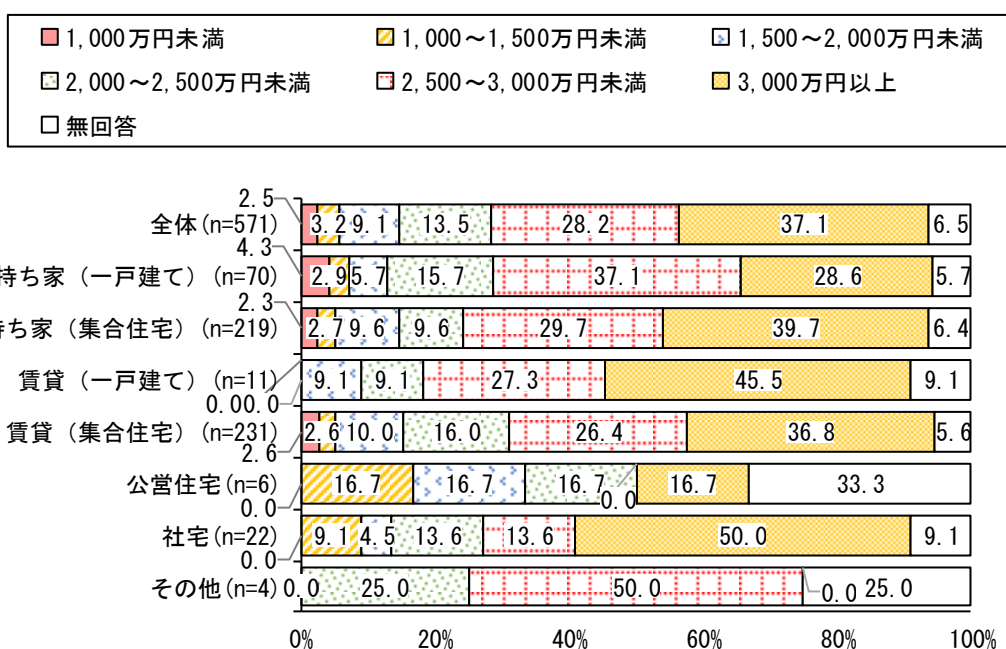 1,000万円未満 1,000～1,500万円未満 1,500～2,000万円未満
2,000～2,500万円未満 2,500～3,000万円未満 3,000万円以上
無回答
2.5
全体(n=571) 3.2 9.1 13.5 28.2 37.1 6.5
4.3
持ち家（一戸建て）(n=70) 2.9 5.7 15.7 37.1 28.6 5.7
2.3
持ち家（集合住宅）(n=219) 2.7 9.6 9.6 29.7 39.7 6.4
賃貸（一戸建て）(n=11) 9.1 9.1 27.3 45.5 9.1
0.0 0.0
賃貸（集合住宅）(n=231) 2.6 10.0 16.0 26.4 36.8 5.6
2.6
公営住宅(n=6) 16.7 16.7 16.7 0.0 16.7 33.3
0.0
社宅(n=22) 9.1 4.5 13.6 13.6 50.0 9.1
0.0
その他(n=4) 0.0 25.0 50.0 0.0 25.0
0% 20% 40% 60% 80% 100%